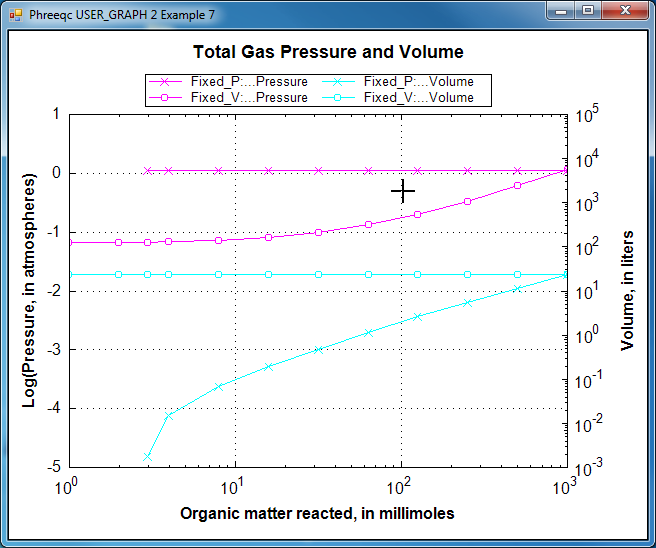 Phreeqc USER_GRAPH 2 Example 7
Total Gas Pressure and Volume
Fixed_P:...Pressure Fixed_P:...Volume
Fixed_V:...Pressure Fixed_V:...Volume
Log(Pressure, in atmospheres)
1
0
-1
-2
-3
-4
-5
10^5
10^4
10^3
10^2
10^1
10^0
10^-1
10^-2
10^-3
Volume, in liters
10^0 10^1 10^2 10^3
Organic matter reacted, in millimoles